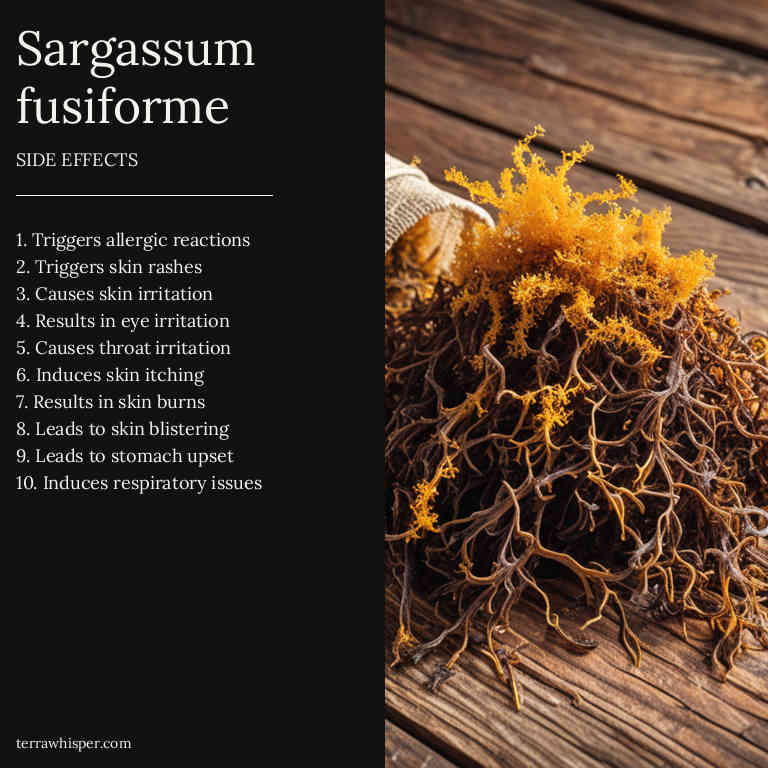 Sargassum
fusiforme
SIDE EFFECTS
1. Triggers allergic reactions
2. Triggers skin rashes
3. Causes skin irritation
4. Results in eye irritation
5. Causes throat irritation
6. Induces skin itching
7. Results in skin burns
8. Leads to skin blistering
9. Leads to stomach upset
10. Induces respiratory issues
terrawhisper.com